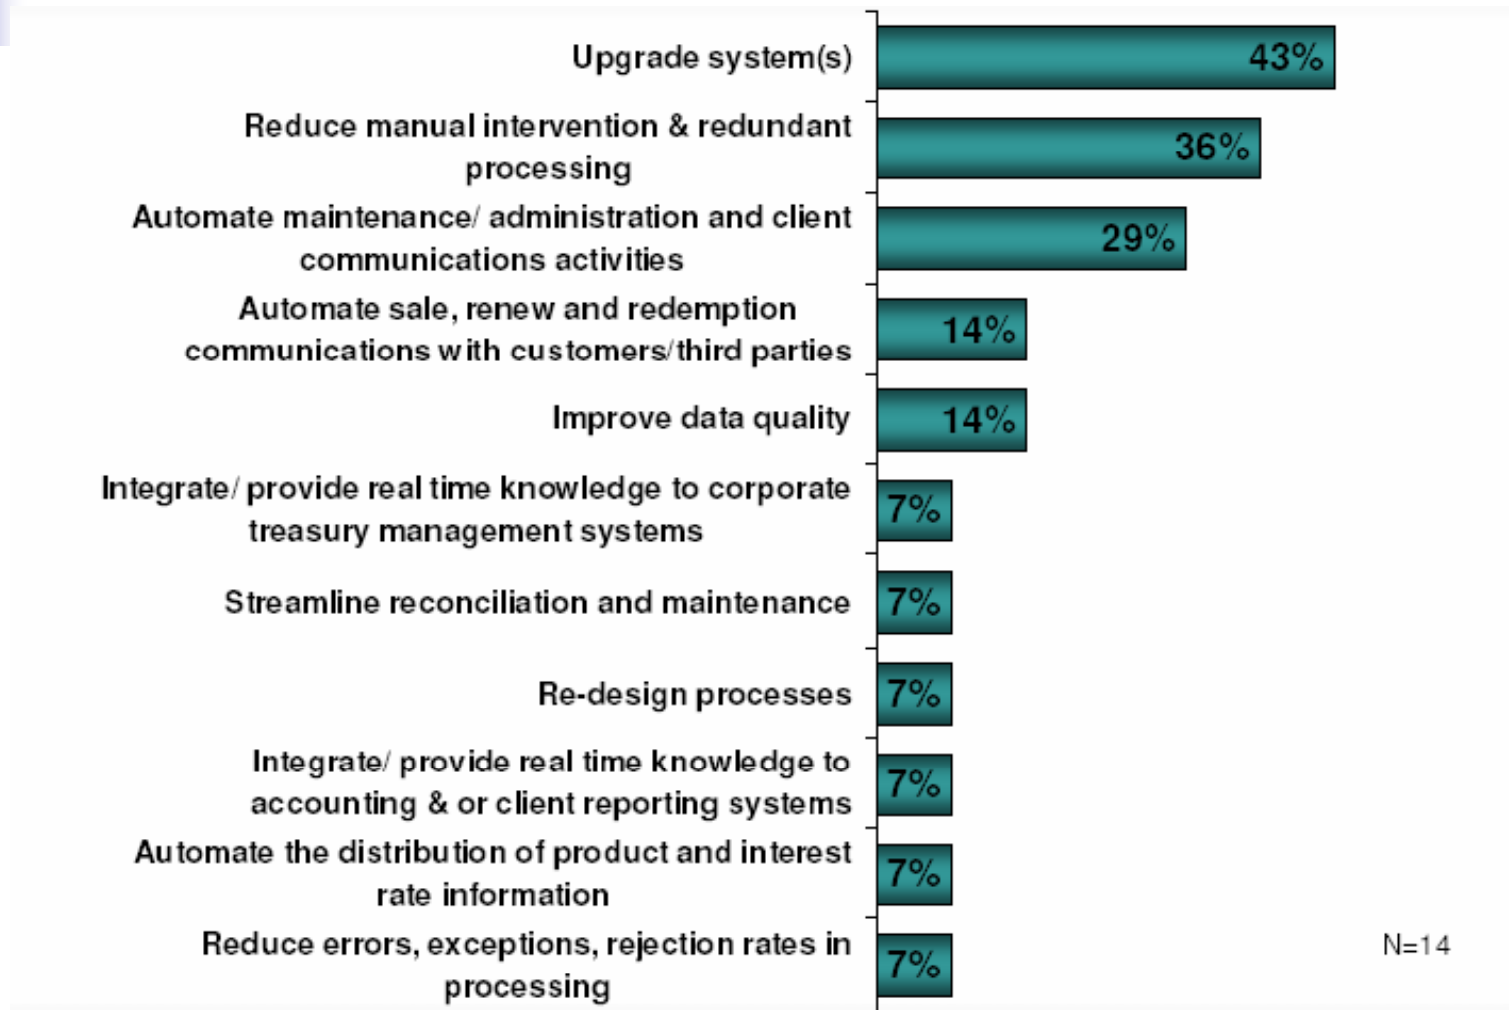 Upgrade system(s)
43%
Reduce manual intervention & redundant
processing
36%
Automate maintenance/ administration and client
communications activities
29%
Automate sale, renew and redemption
communications with customers/third parties
14%
Improve data quality
14%
Integrate/ provide real time knowledge to corporate
treasury management systems
7%
Streamline reconciliation and maintenance
7%
Re-design processes
7%
Integrate/ provide real time knowledge to
accounting & or client reporting systems
7%
Automate the distribution of product and interest
rate information
7%
Reduce errors, exceptions, rejection rates in
processing
7%
N=14